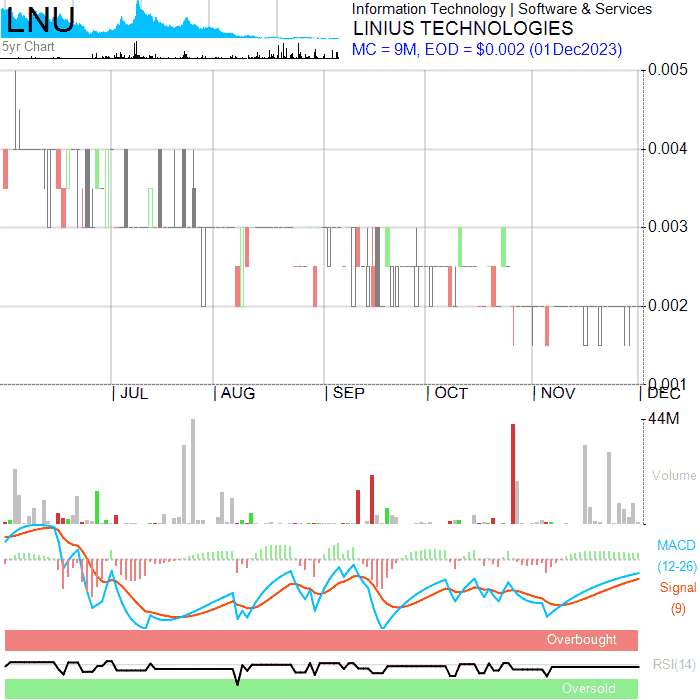 LNU
5yr Chart
Information Technology | Software & Services
LINIUS TECHNOLOGIES
MC = 9M, EOD = $0.002 (01Dec2023)
0.005
0.004
0.003
0.002
0.001
| JUL | AUG | SEP | OCT | NOV | DEC
44M
Volume
MACD
(12-26)
Signal
(9)
Overbought
RSI(14)
Oversold